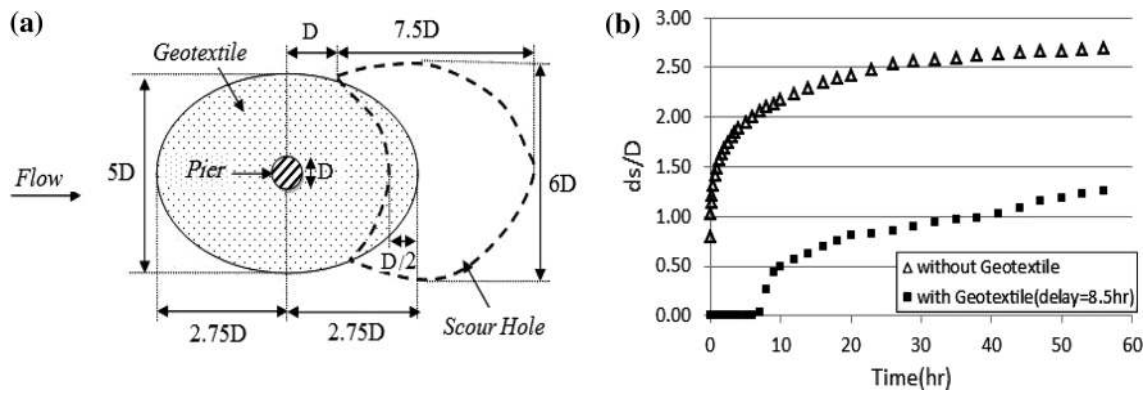 (a)
D
7.5D
Geotextile
Flow
5D
Pier
D
6D
D/2
2.75D
2.75D
Scour Hole
(b)
ds/D
3.00
2.50
2.00
1.50
1.00
0.50
0.00
without Geotextile
with Geotextile(delay=8.5hr)
0 10 20 30 40 50 60
Time(hr)